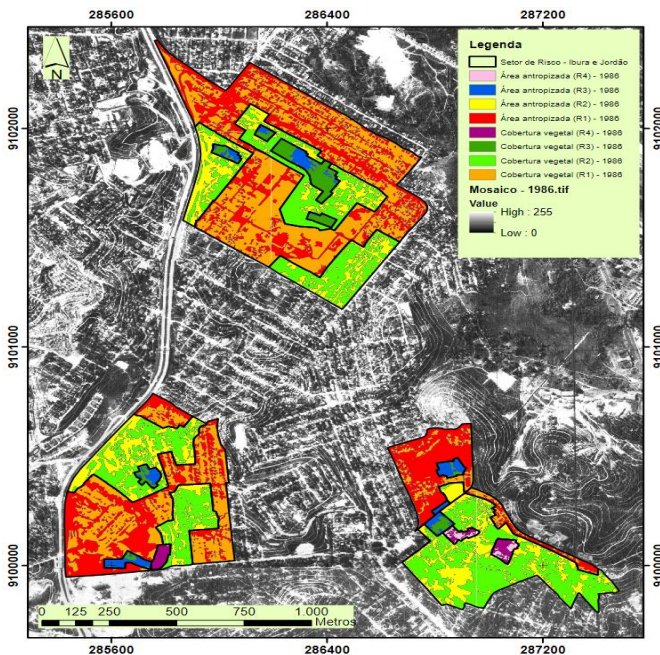 285600 286400 287200
N
Legenda
Setor de Risco - Ibura e Jordão
Área antropizada (R4) - 1986
Área antropizada (R3) - 1986
Área antropizada (R2) - 1986
Área antropizada (R1) - 1986
Cobertura vegetal (R4) - 1986
Cobertura vegetal (R3) - 1986
Cobertura vegetal (R2) - 1986
Cobertura vegetal (R1) - 1986
Mosaico - 1986.tif
Value
High : 255
Low : 0
9102000 9102000
9101000 9101000
9100000 9100000
0 125 250 500 750 1.000
Metros
285600 286400 287200